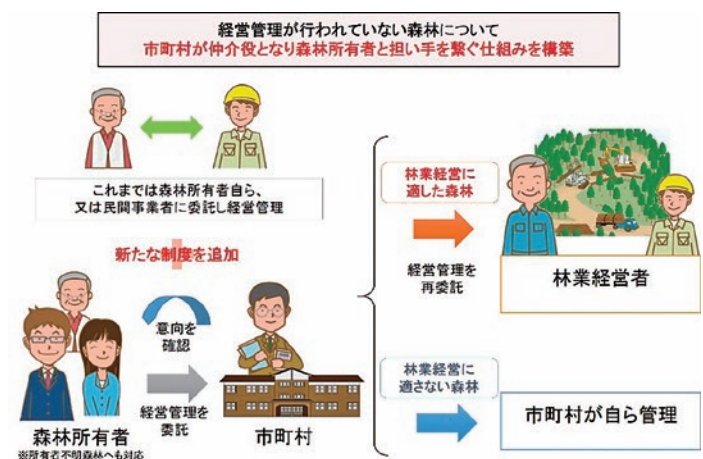 経営管理が行われていない森林について
市町村が仲介役となり森林所有者と担い手を繋ぐ仕組みを構築
これまでは森林所有者自ら、
又は民間事業者に委託し経営管理
新たな制度を追加
意向を
確認
経営管理を
委託
森林所有者
※所有者不明森林へも対応
市町村
林業経営に
適した森林
経営管理を
再委託
林業経営者
林業経営に
適さない森林
市町村が自ら管理